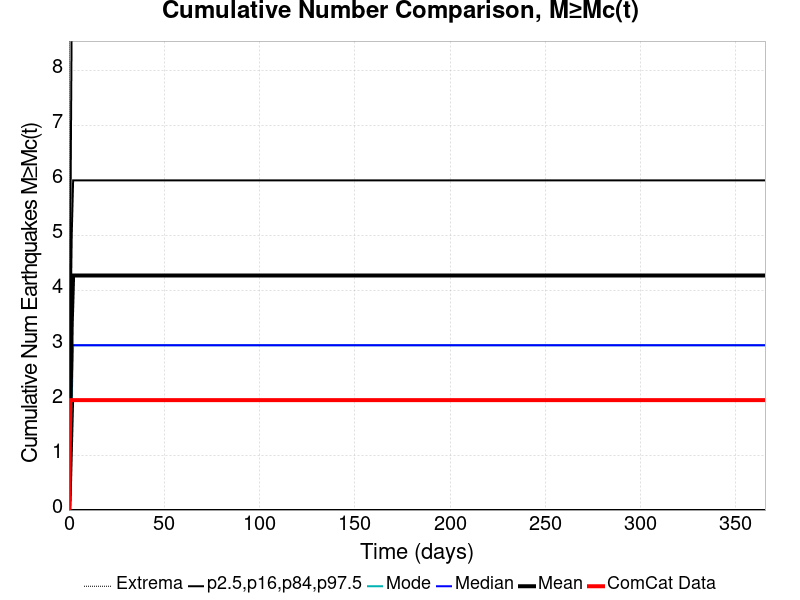 Cumulative Number Comparison, M≥Mc(t)
Cumulative Num Earthquakes M≥Mc(t)
8
7
6
5
4
3
2
1
0
0 50 100 150 200 250 300 350
Time (days)
Extrema p2.5,p16,p84,p97.5 Mode Median Mean ComCat Data